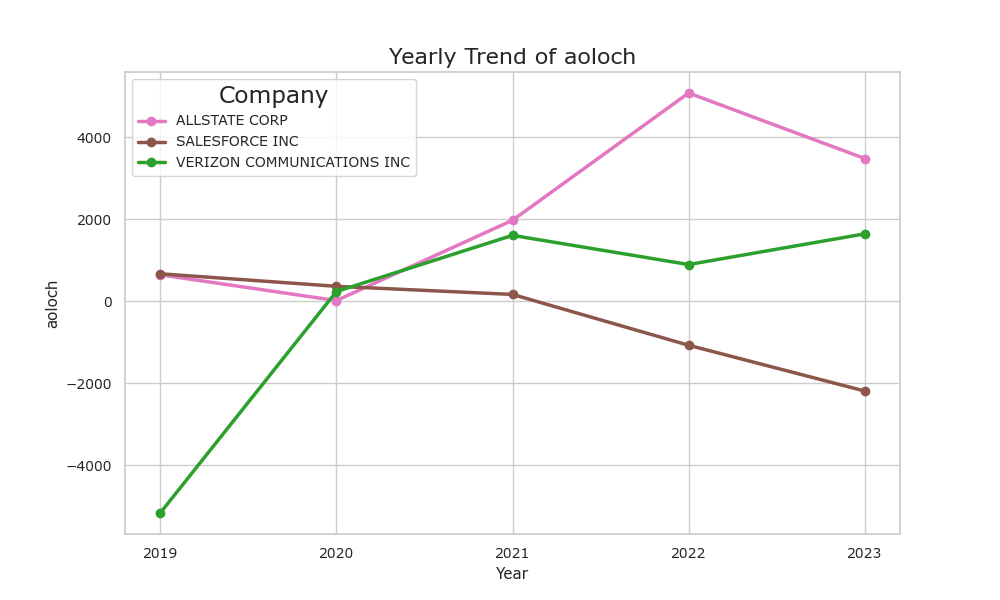 Yearly Trend of aoloch
Company
ALLSTATE CORP
SALESFORCE INC
VERIZON COMMUNICATIONS INC
aoloch
4000
2000
0
−2000
−4000
2019 2020 2021 2022 2023
Year